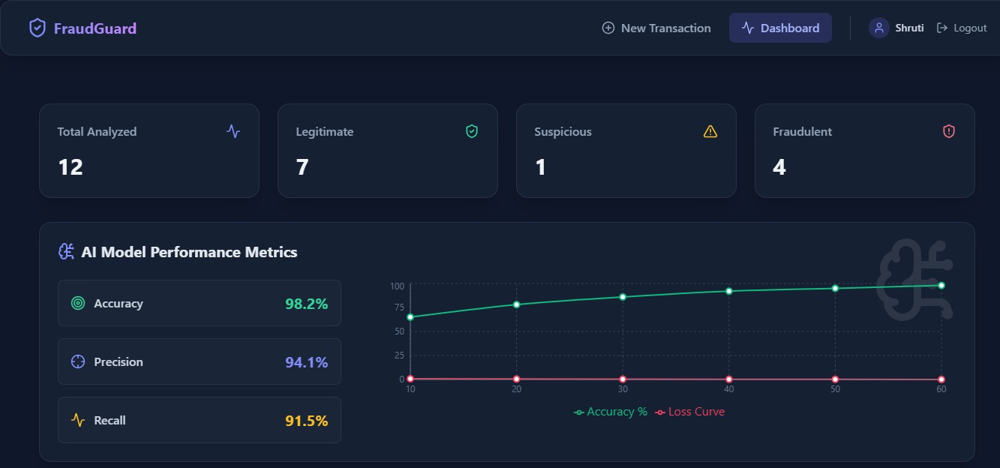 FraudGuard
New Transaction
Dashboard
Shruti
Logout
Total Analyzed
12
Legitimate
7
Suspicious
1
Fraudulent
4
AI Model Performance Metrics
Accuracy
98.2%
Precision
94.1%
Recall
91.5%
100
75
50
25
0
10 20 30 40 50 60
Accuracy % Loss Curve